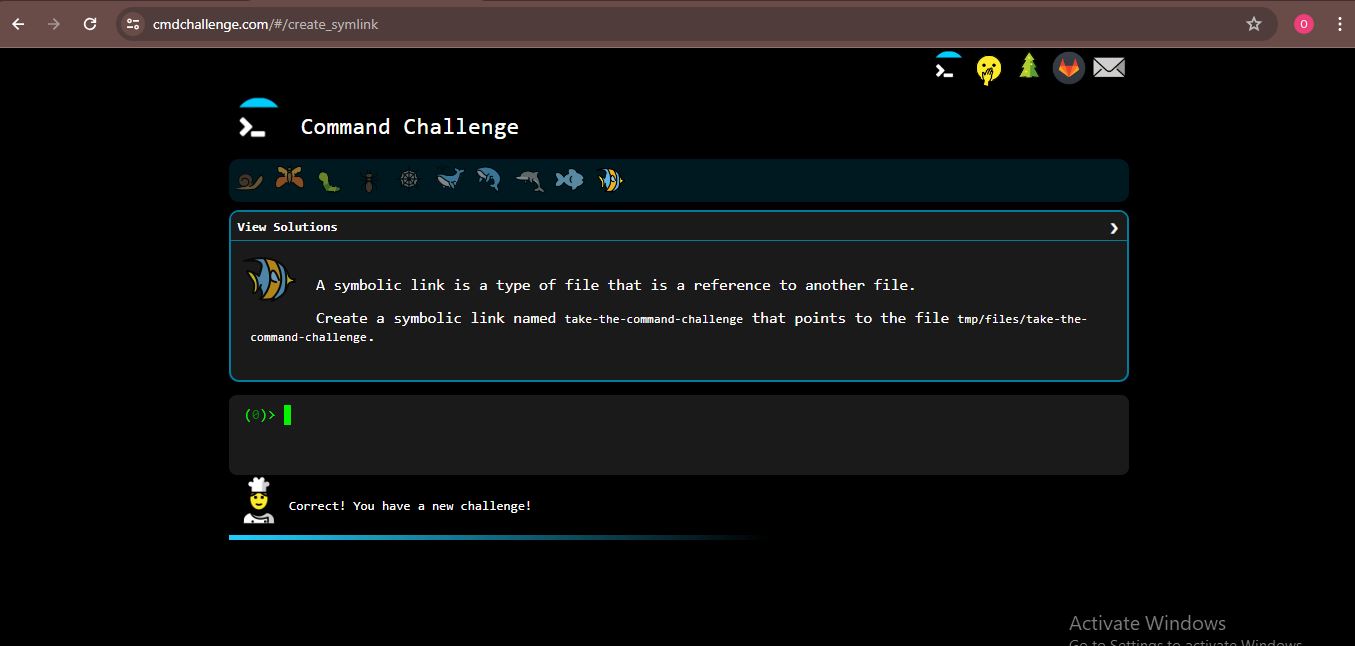 cmdchallenge.com/#/create_symlink
O
Command Challenge
View Solutions
A symbolic link is a type of file that is a reference to another file.
Create a symbolic link named take-the-command-challenge that points to the file tmp/files/take-the-
command-challenge.
(0)>
Correct! You have a new challenge!
Activate Windows
Go to Settings to activate Windows.